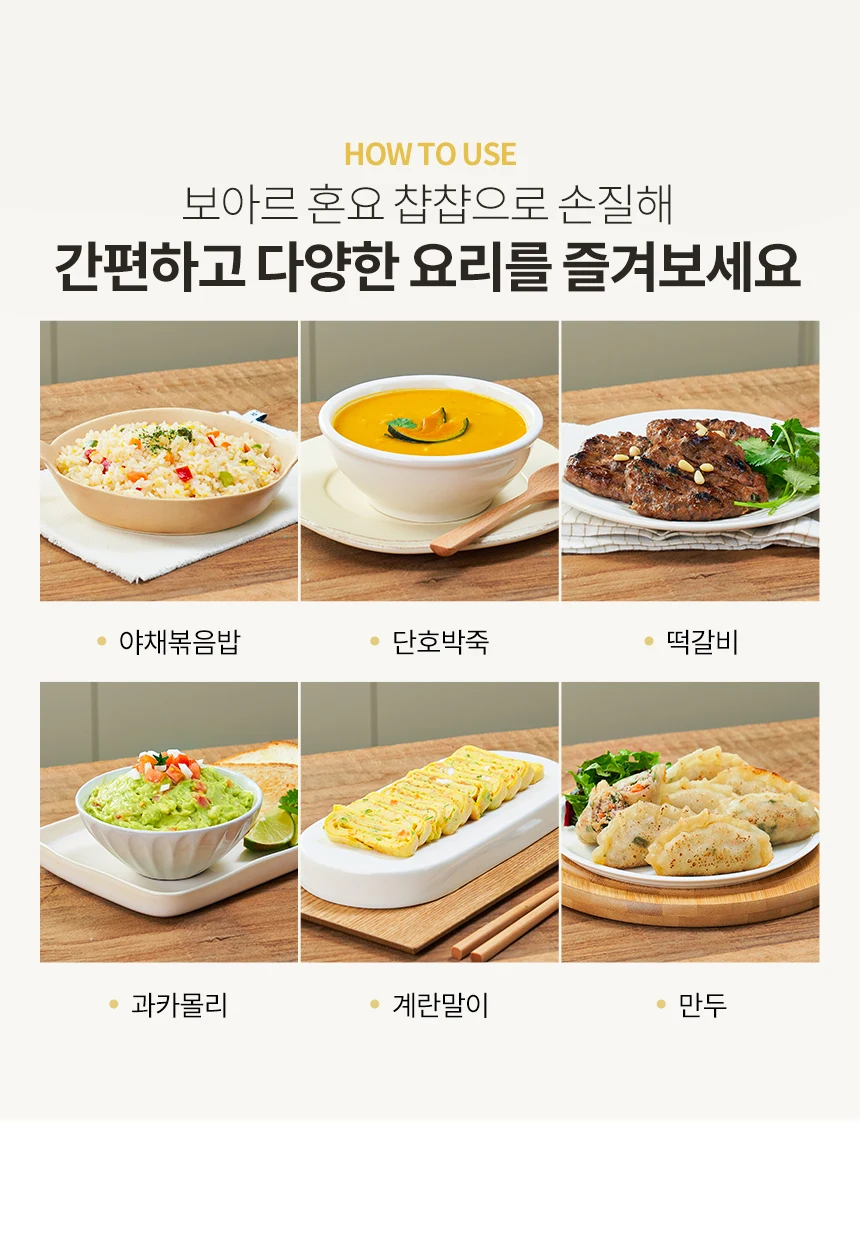 HOW TO USE
보아르 혼요 챱챱으로 손질해
간편하고 다양한 요리를 즐겨보세요
• 야채볶음밥
• 단호박죽
• 떡갈비
• 과카몰리
• 계란말이
• 만두